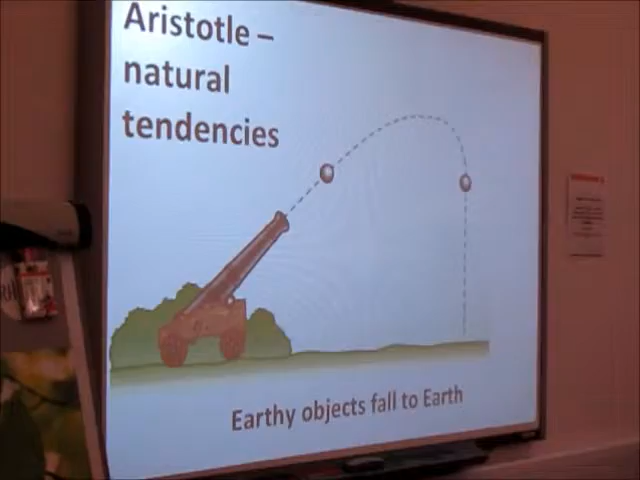 Aristotle –
natural
tendencies
Earthy objects fall to Earth